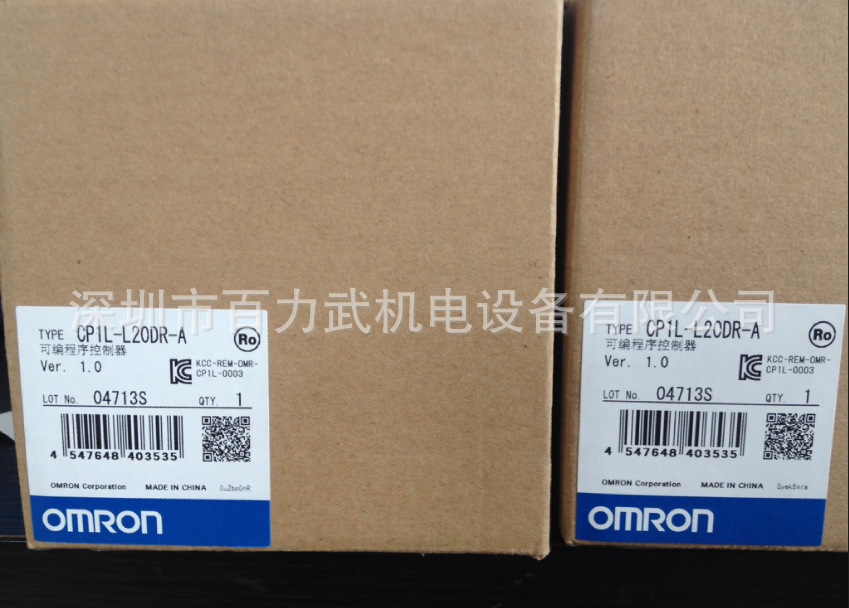 深圳市百力武机电设备有限公司
TYPE CP1L-L20DR-A
Ro
可编程序控制器
Ver. 1.0
KCC-REM-OMR-
CP1L-0003
LOT No. 04713S QTY. 1
4 547648 403535
OMRON Corporation MADE IN CHINA
OMRON
TYPE CP1L-L20DR-A
Ro
可编程序控制器
Ver. 1.0
KCC-REM-OMR-
CP1L-0003
LOT No. 04713S QTY. 1
4 547648 403535
OMRON Corporation MADE IN CHINA
OMRON